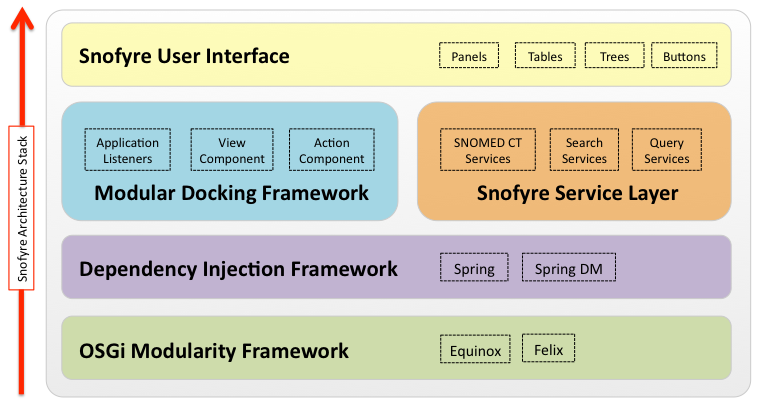 Snofyre Architecture Stack
Snofyre User Interface
Panels
Tables
Trees
Buttons
Application
Listeners
View
Component
Action
Component
Modular Docking Framework
SNOMED CT
Services
Search
Services
Query
Services
Snofyre Service Layer
Dependency Injection Framework
Spring
Spring DM
OSGi Modularity Framework
Equinox
Felix